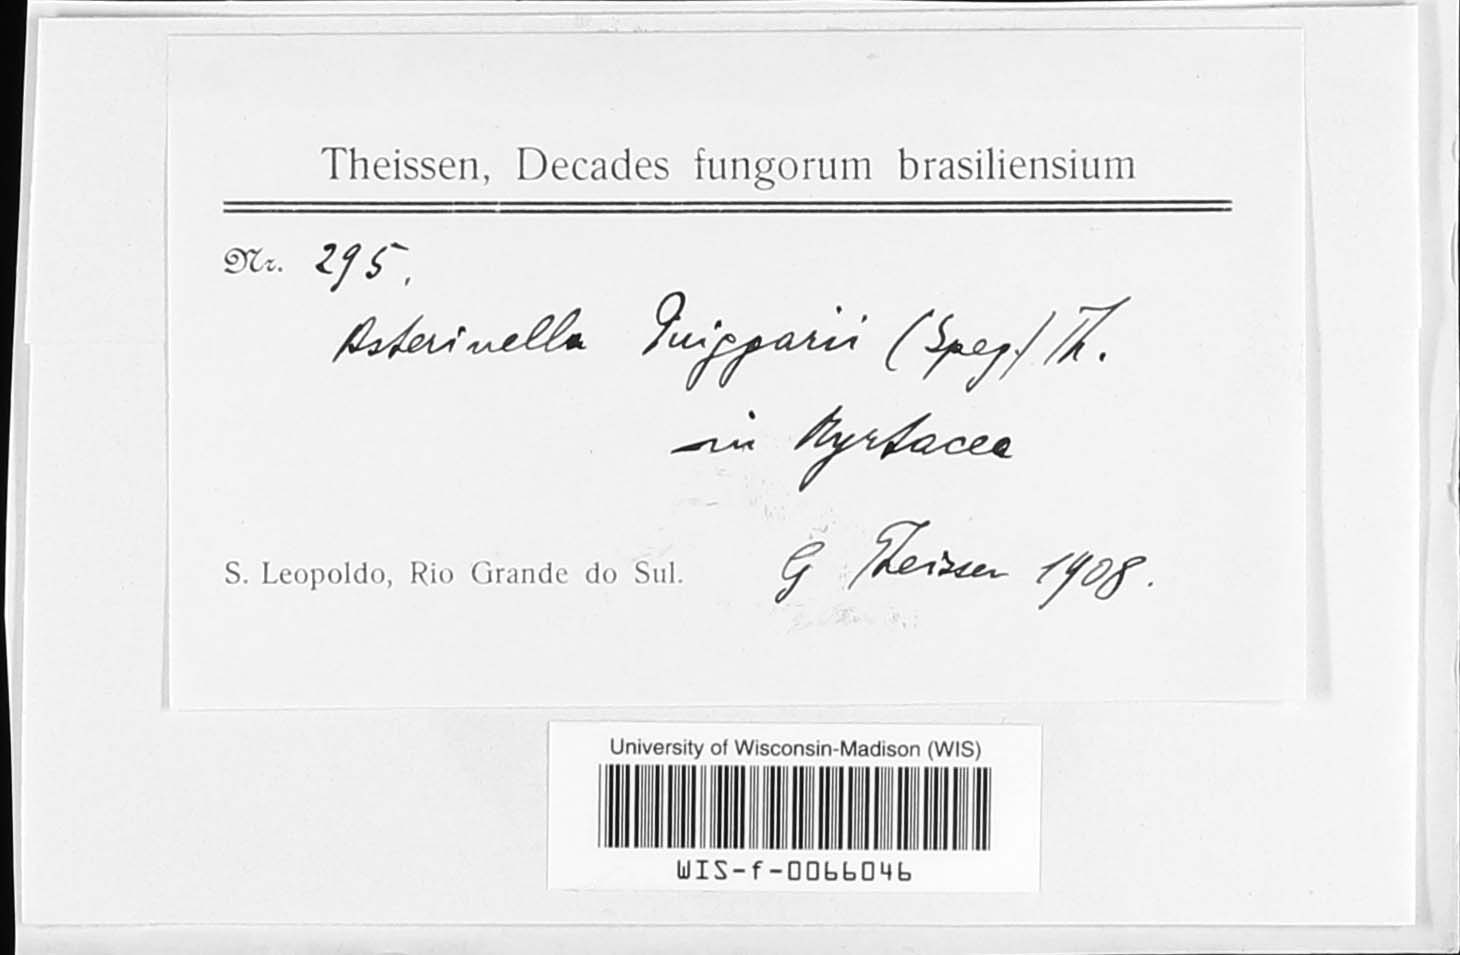 Theissen, Decades fungorum brasiliensium
Nr. 295.
Asterinella Puiggarii (Speg.) Th.
in Myrtacea
S. Leopoldo, Rio Grande do Sul. G Theissen 1908.
University of Wisconsin-Madison (WIS)
WIS-f-0066046